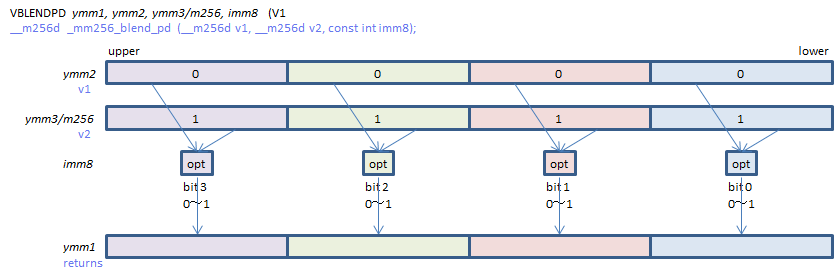 VBLENDPD ymm1, ymm2, ymm3/m256, imm8 (V1
__m256d _mm256_blend_pd (__m256d v1, __m256d v2, const int imm8);
upper lower
ymm2 0 0 0 0
v1
ymm3/m256 1 1 1 1
v2
imm8 opt opt opt opt
bit 3 bit 2 bit 1 bit 0
0～1 0～1 0～1 0～1
ymm1
returns